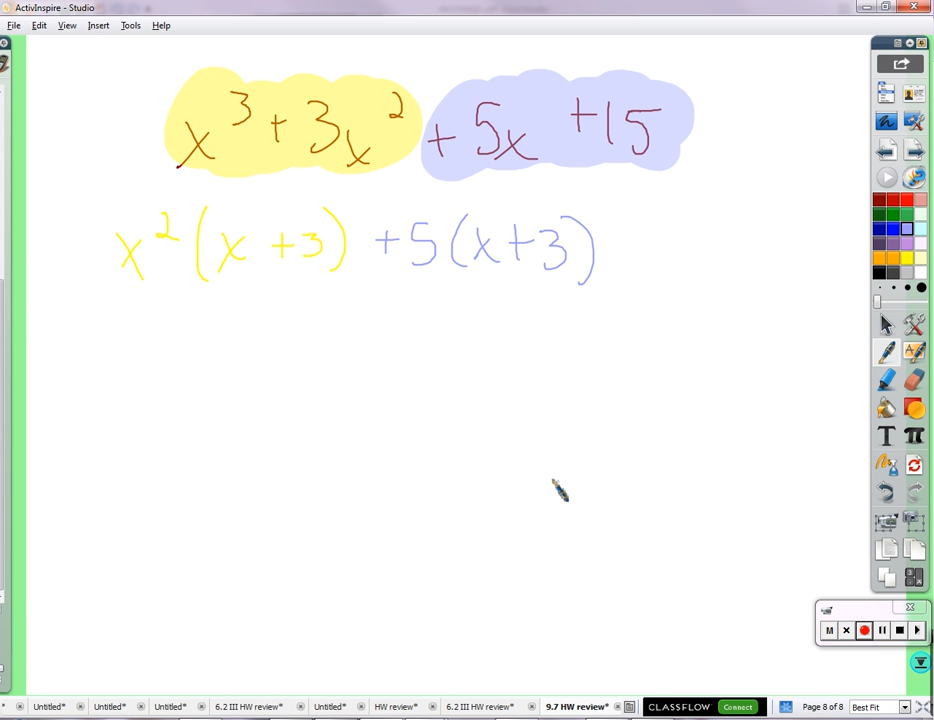 ActivInspire - Studio
File Edit View Insert Tools Help
x³ + 3x² + 5x + 15
x² (x + 3) + 5 (x + 3)
T π
M
Untitled* Untitled* Untitled* 6.2 III HW review* Untitled* HW review* 6.2 III HW review* 9.7 HW review* CLASSFLOW Connect Page 8 of 8 Best Fit